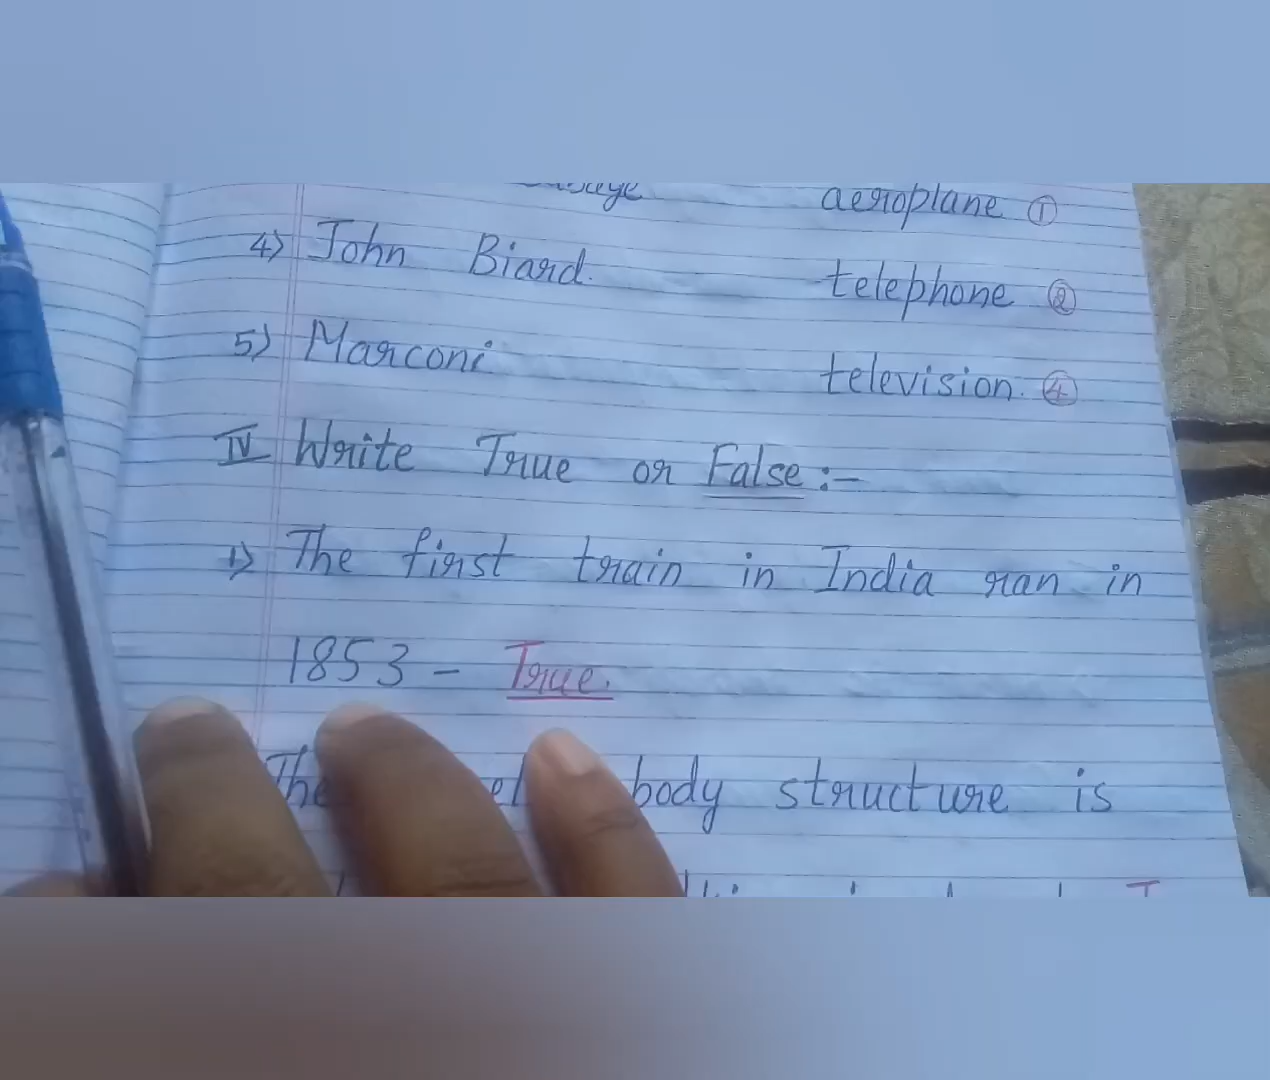 aeroplane ①
4) John Biard.
telephone ②
5) Marconi
television. ④
IV Write True or False :-
1) The first train in India ran in
1853 - True.
The body structure is